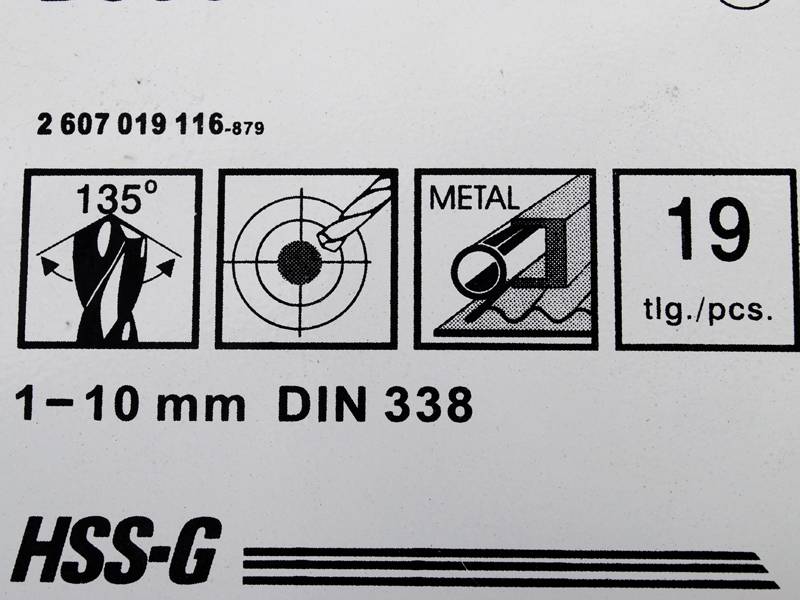 2 607 019 116-879
135°
METAL
19
tlg./pcs.
1-10 mm DIN 338
HSS-G